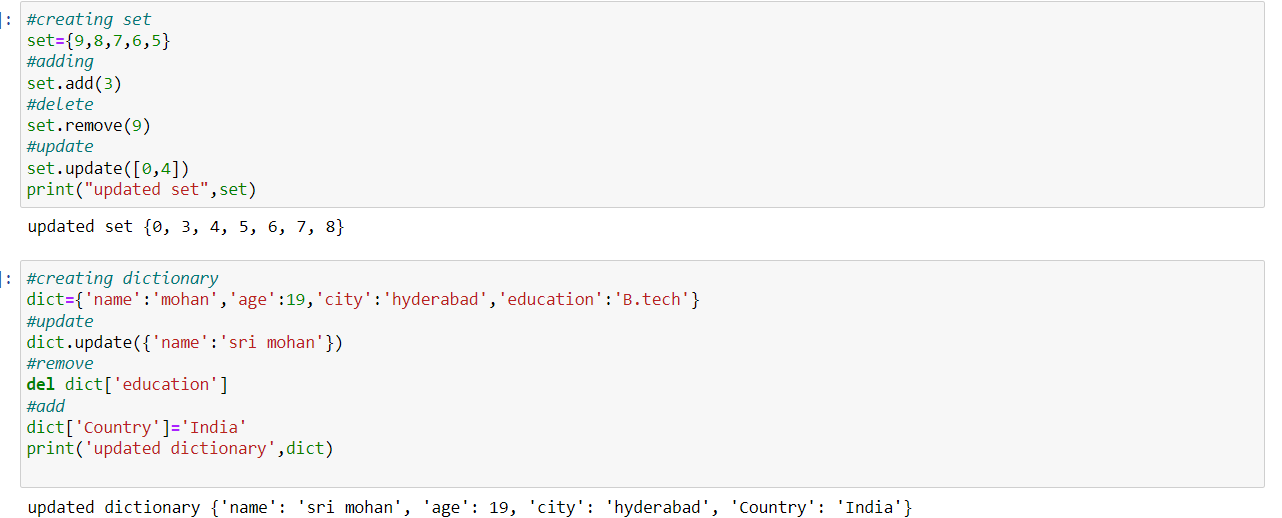 ]:
#creating set
set={9,8,7,6,5}
#adding
set.add(3)
#delete
set.remove(9)
#update
set.update([0,4])
print("updated set",set)
updated set {0, 3, 4, 5, 6, 7, 8}
]:
#creating dictionary
dict={'name':'mohan','age':19,'city':'hyderabad','education':'B.tech'}
#update
dict.update({'name':'sri mohan'})
#remove
del dict['education']
#add
dict['Country']='India'
print('updated dictionary',dict)
updated dictionary {'name': 'sri mohan', 'age': 19, 'city': 'hyderabad', 'Country': 'India'}